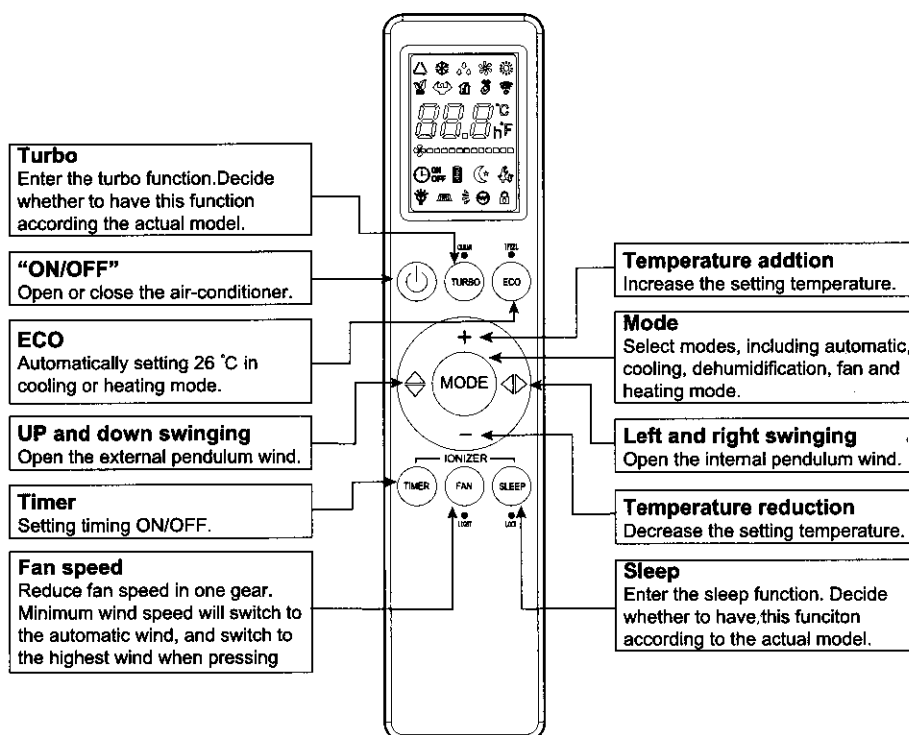 88.8 °C
h°F
ON
OFF
Turbo
Enter the turbo function.Decide
whether to have this function
according the actual model.
“ON/OFF”
Open or close the air-conditioner.
ECO
Automatically setting 26 °C in
cooling or heating mode.
UP and down swinging
Open the external pendulum wind.
Timer
Setting timing ON/OFF.
Fan speed
Reduce fan speed in one gear.
Minimum wind speed will switch to
the automatic wind, and switch to
the highest wind when pressing
CLEAN
IFEEL
TURBO
ECO
+
MODE
−
IONIZER
TIMER
FAN
SLEEP
LIGHT
LOCK
Temperature addtion
Increase the setting temperature.
Mode
Select modes, including automatic,
cooling, dehumidification, fan and
heating mode.
Left and right swinging
Open the internal pendulum wind.
Temperature reduction
Decrease the setting temperature.
Sleep
Enter the sleep function. Decide
whether to have,this funciton
according to the actual model.